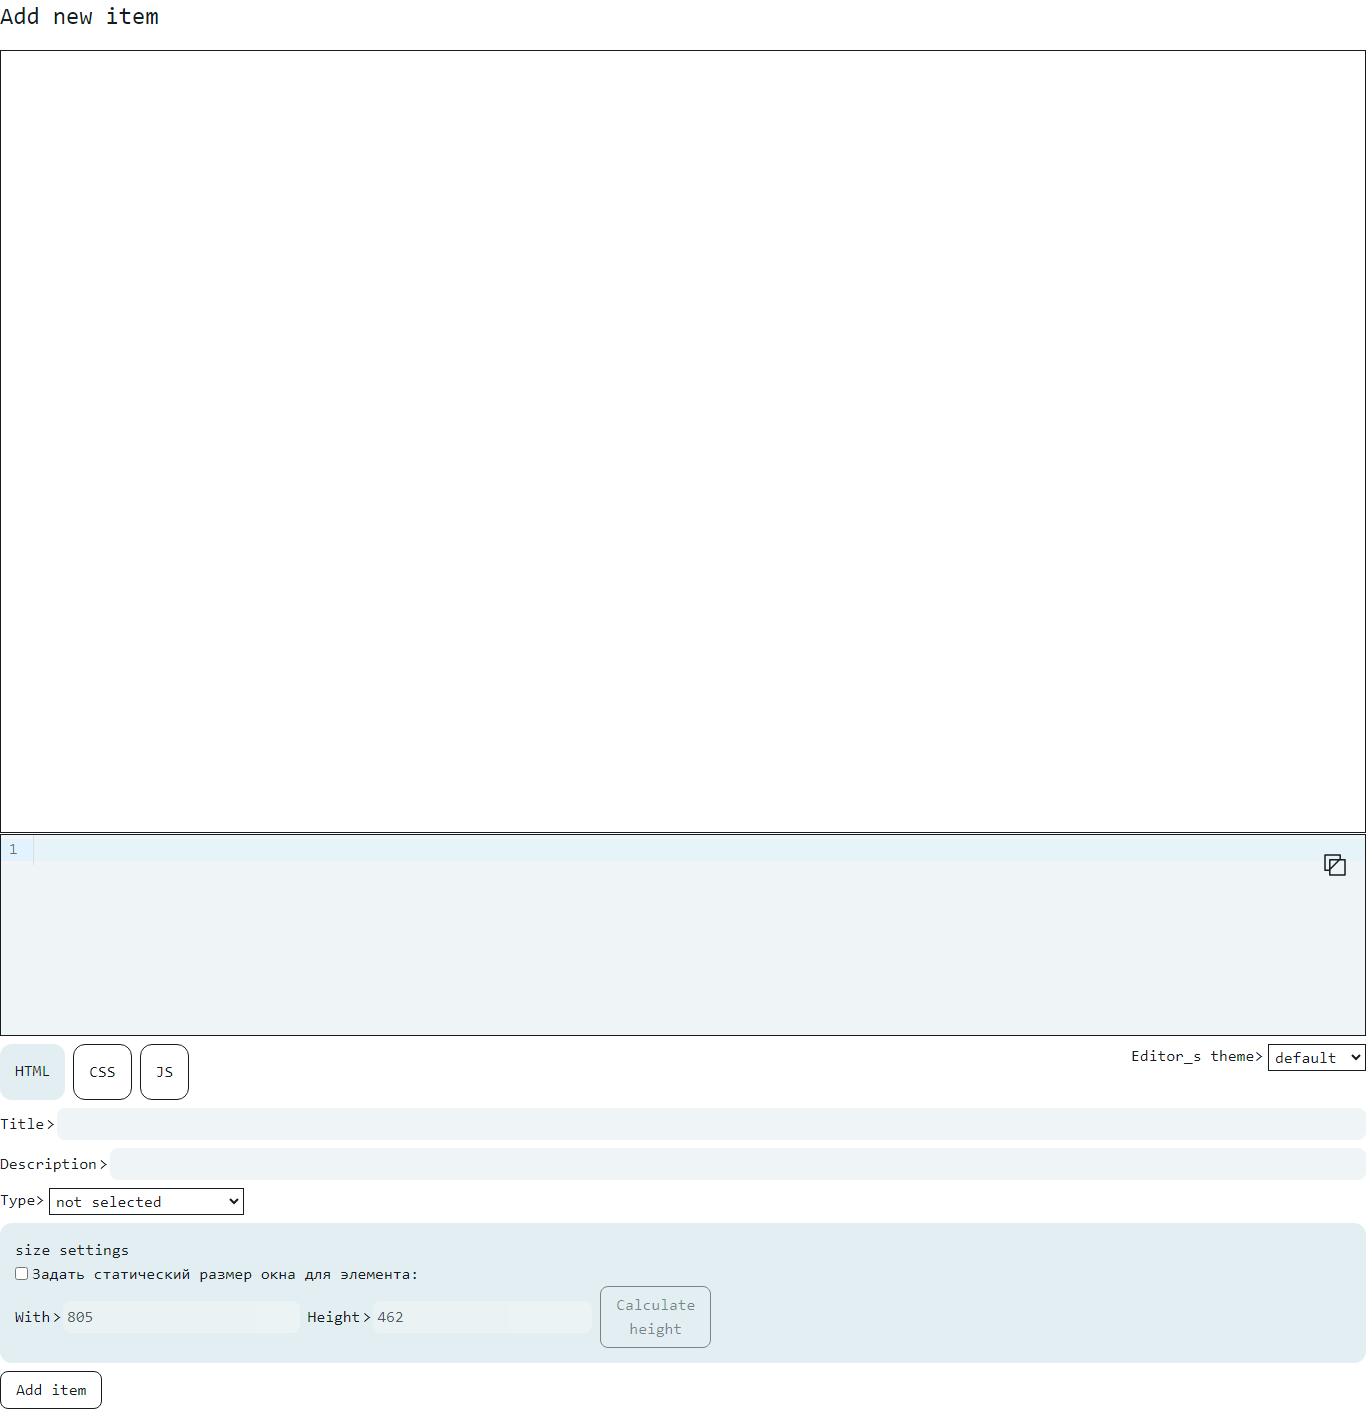 Add new item
1
HTML CSS JS Editor_s theme> default
Title>
Description>
Type> not selected
size settings
Задать статический размер окна для элемента:
With> 805 Height> 462 Calculate
height
Add item